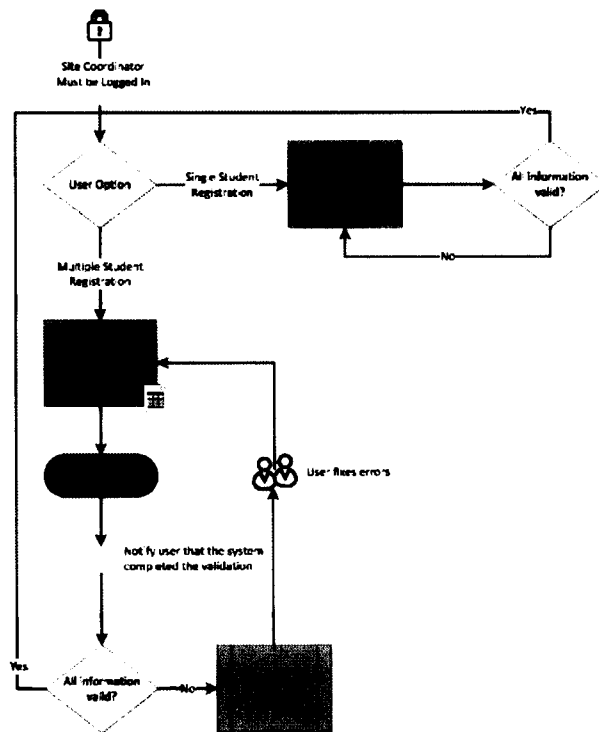 Site Coordinator
Must be Logged In
Yes
User Option
Single Student
Registration
All information
valid?
No
Multiple Student
Registration
User fixes errors
Notify user that the system
completed the validation
Yes
All information
valid?
No